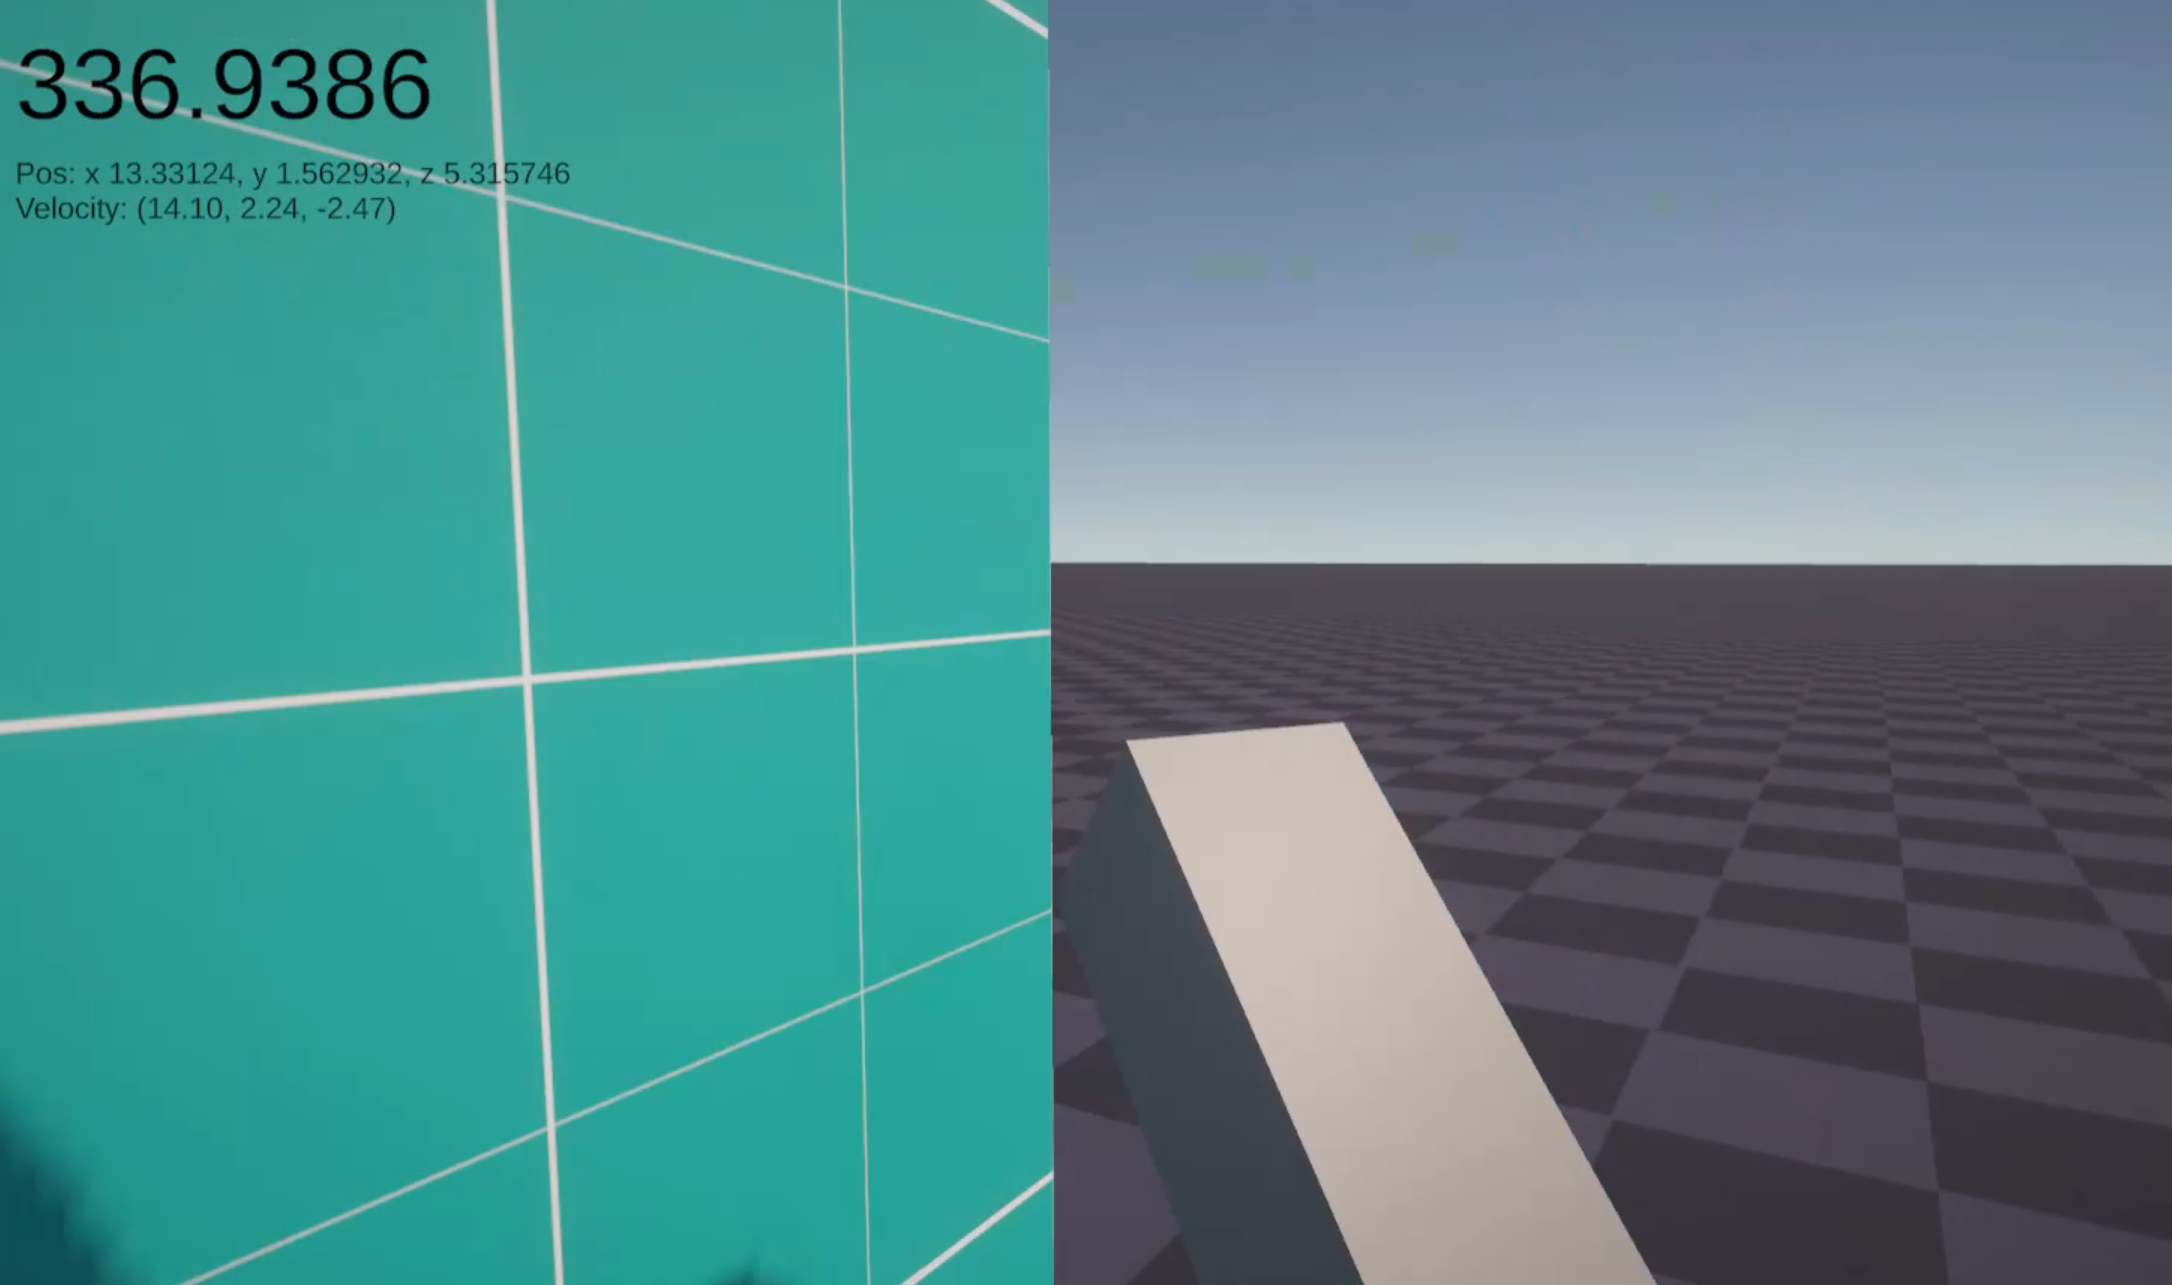 336.9386
Pos: x 13.33124, y 1.562932, z 5.315746
Velocity: (14.10, 2.24, -2.47)